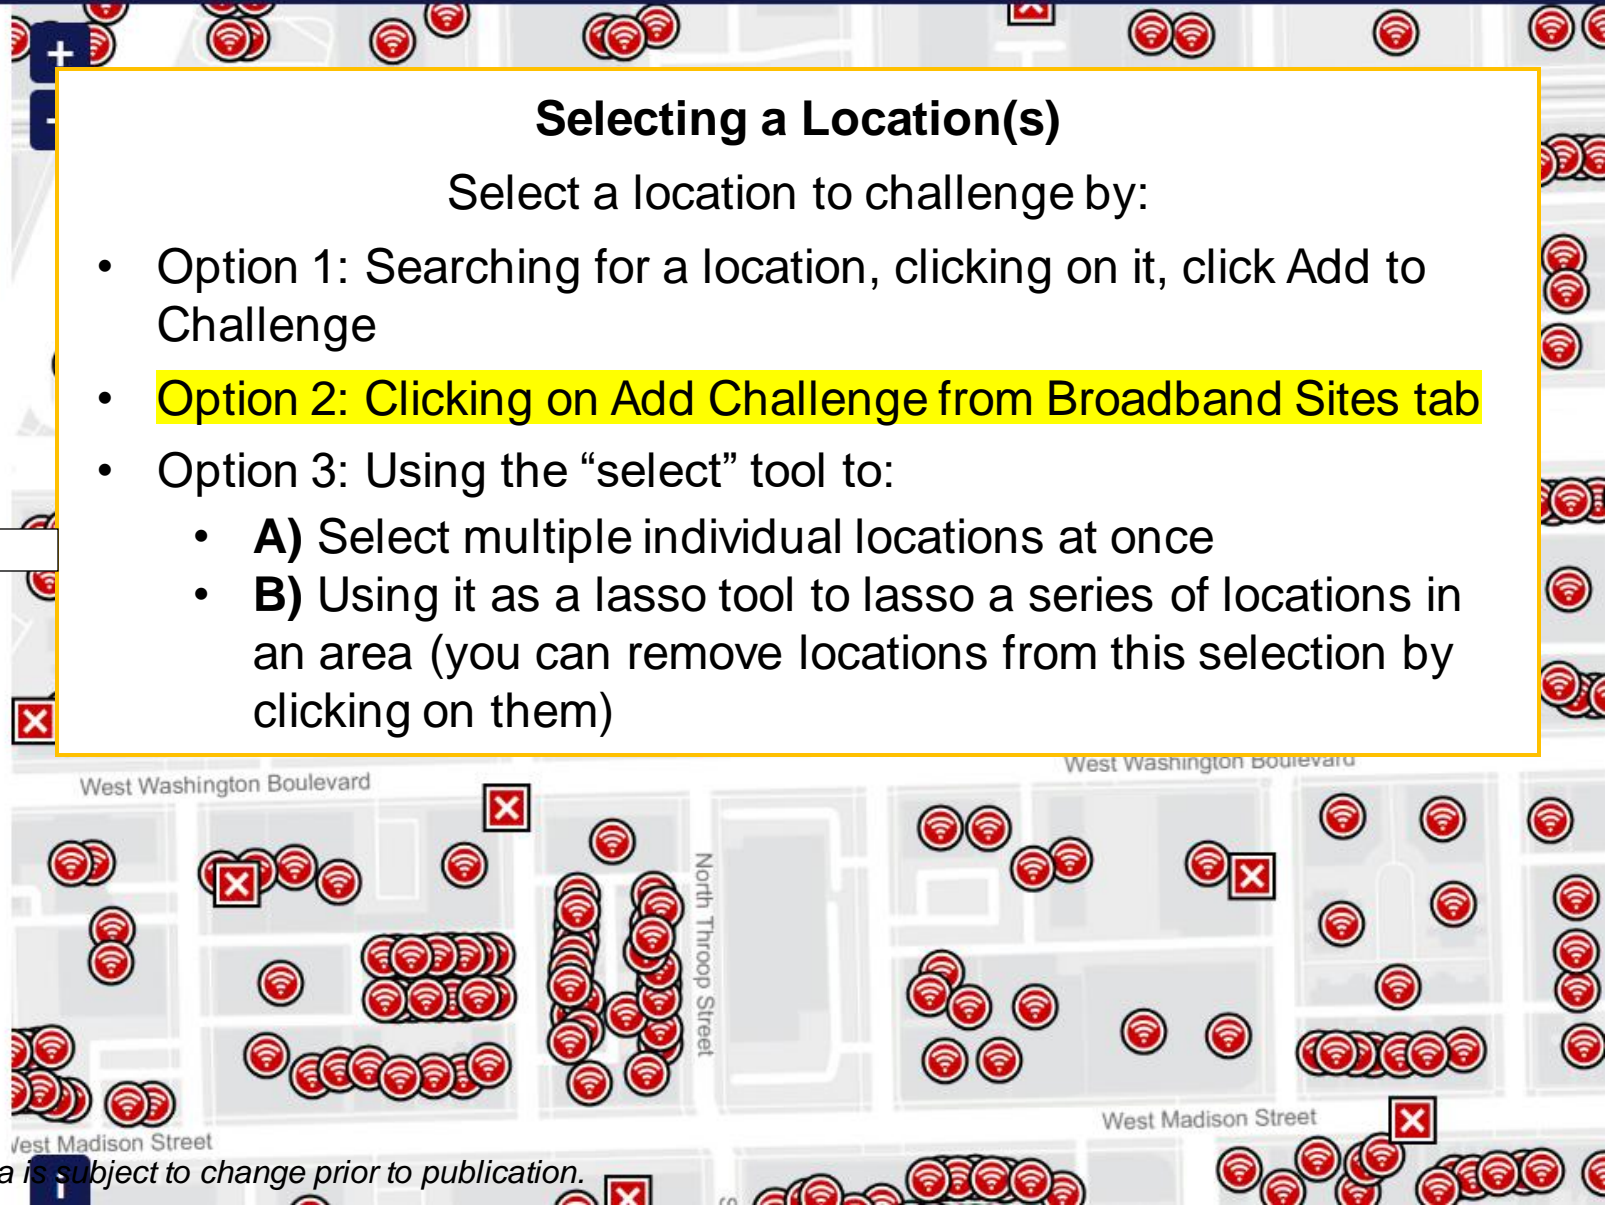 Selecting a Location(s)
Select a location to challenge by:
• Option 1: Searching for a location, clicking on it, click Add to
Challenge
• Option 2: Clicking on Add Challenge from Broadband Sites tab
• Option 3: Using the “select” tool to:
• A) Select multiple individual locations at once
• B) Using it as a lasso tool to lasso a series of locations in
an area (you can remove locations from this selection by
clicking on them)
West Washington Boulevard
West Washington Boulevard
North Throop Street
West Madison Street
West Madison Street
is subject to change prior to publication.